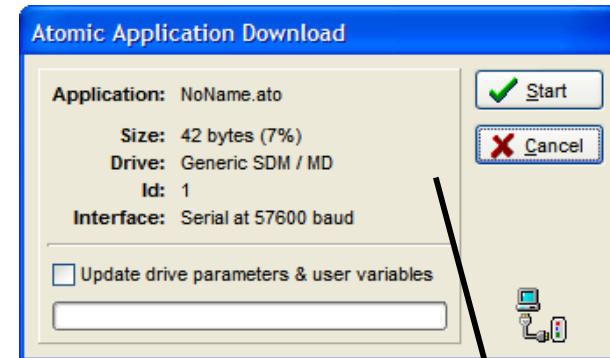 Atomic Application Download
Application: NoName.ato
Size: 42 bytes (7%)
Drive: Generic SDM / MD
Id: 1
Interface: Serial at 57600 baud
Update drive parameters & user variables
Start
Cancel